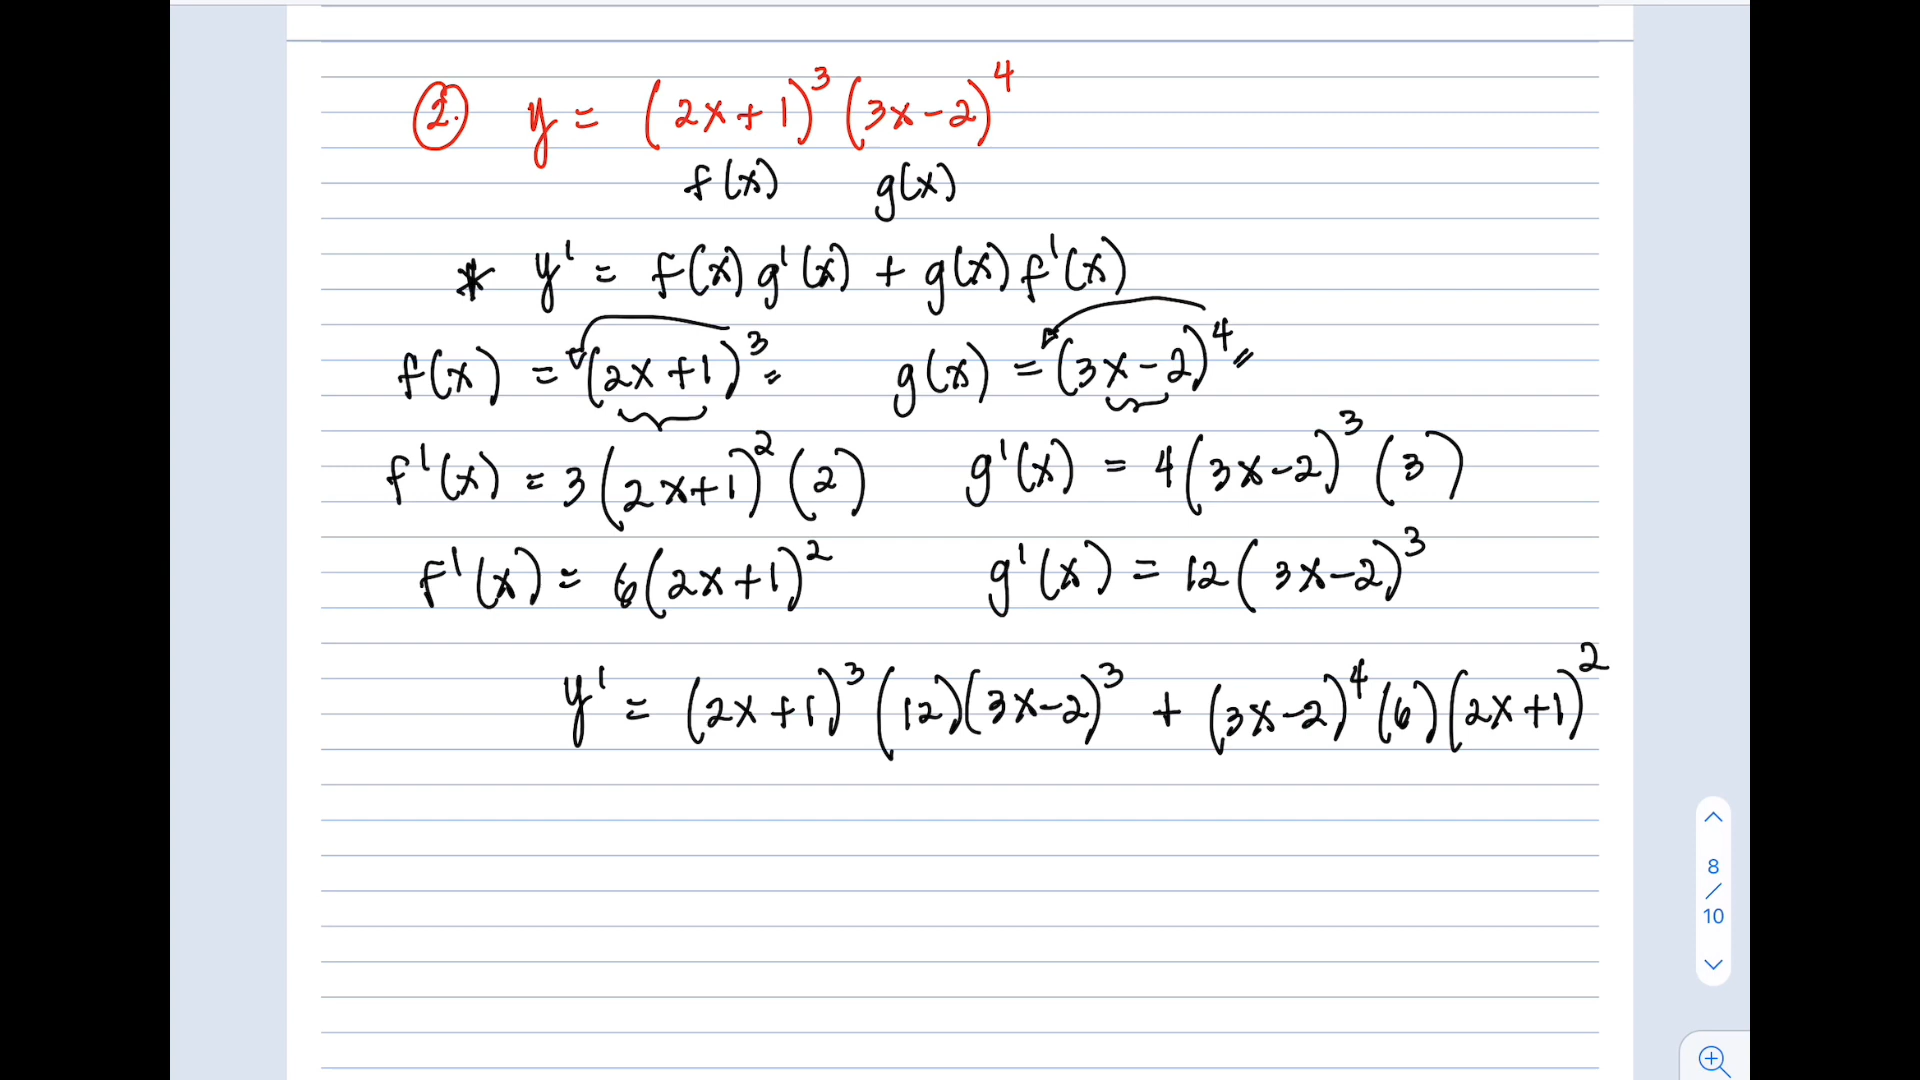 2. y = (2x+1)³(3x-2)⁴
f(x) g(x)
* y' = f(x)g'(x) + g(x)f'(x)
f(x) = (2x+1)³= g(x) = (3x-2)⁴=
f'(x) = 3(2x+1)²(2) g'(x) = 4(3x-2)³(3)
f'(x) = 6(2x+1)² g'(x) = 12(3x-2)³
y' = (2x+1)³(12)(3x-2)³ + (3x-2)⁴(6)(2x+1)²
8
/
10